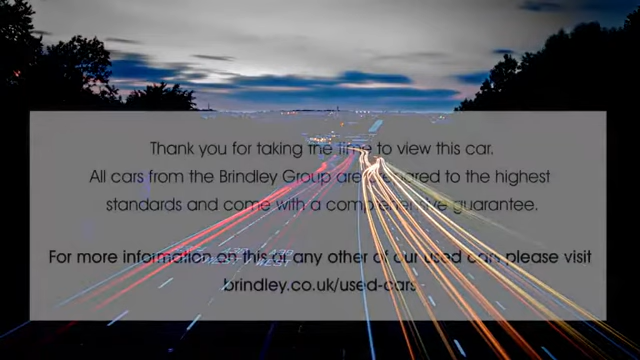 Thank you for taking the time to view this car.
All cars from the Brindley Group are prepared to the highest
standards and come with a comprehensive guarantee.
For more information on this or any other of our used cars please visit
brindley.co.uk/used-cars